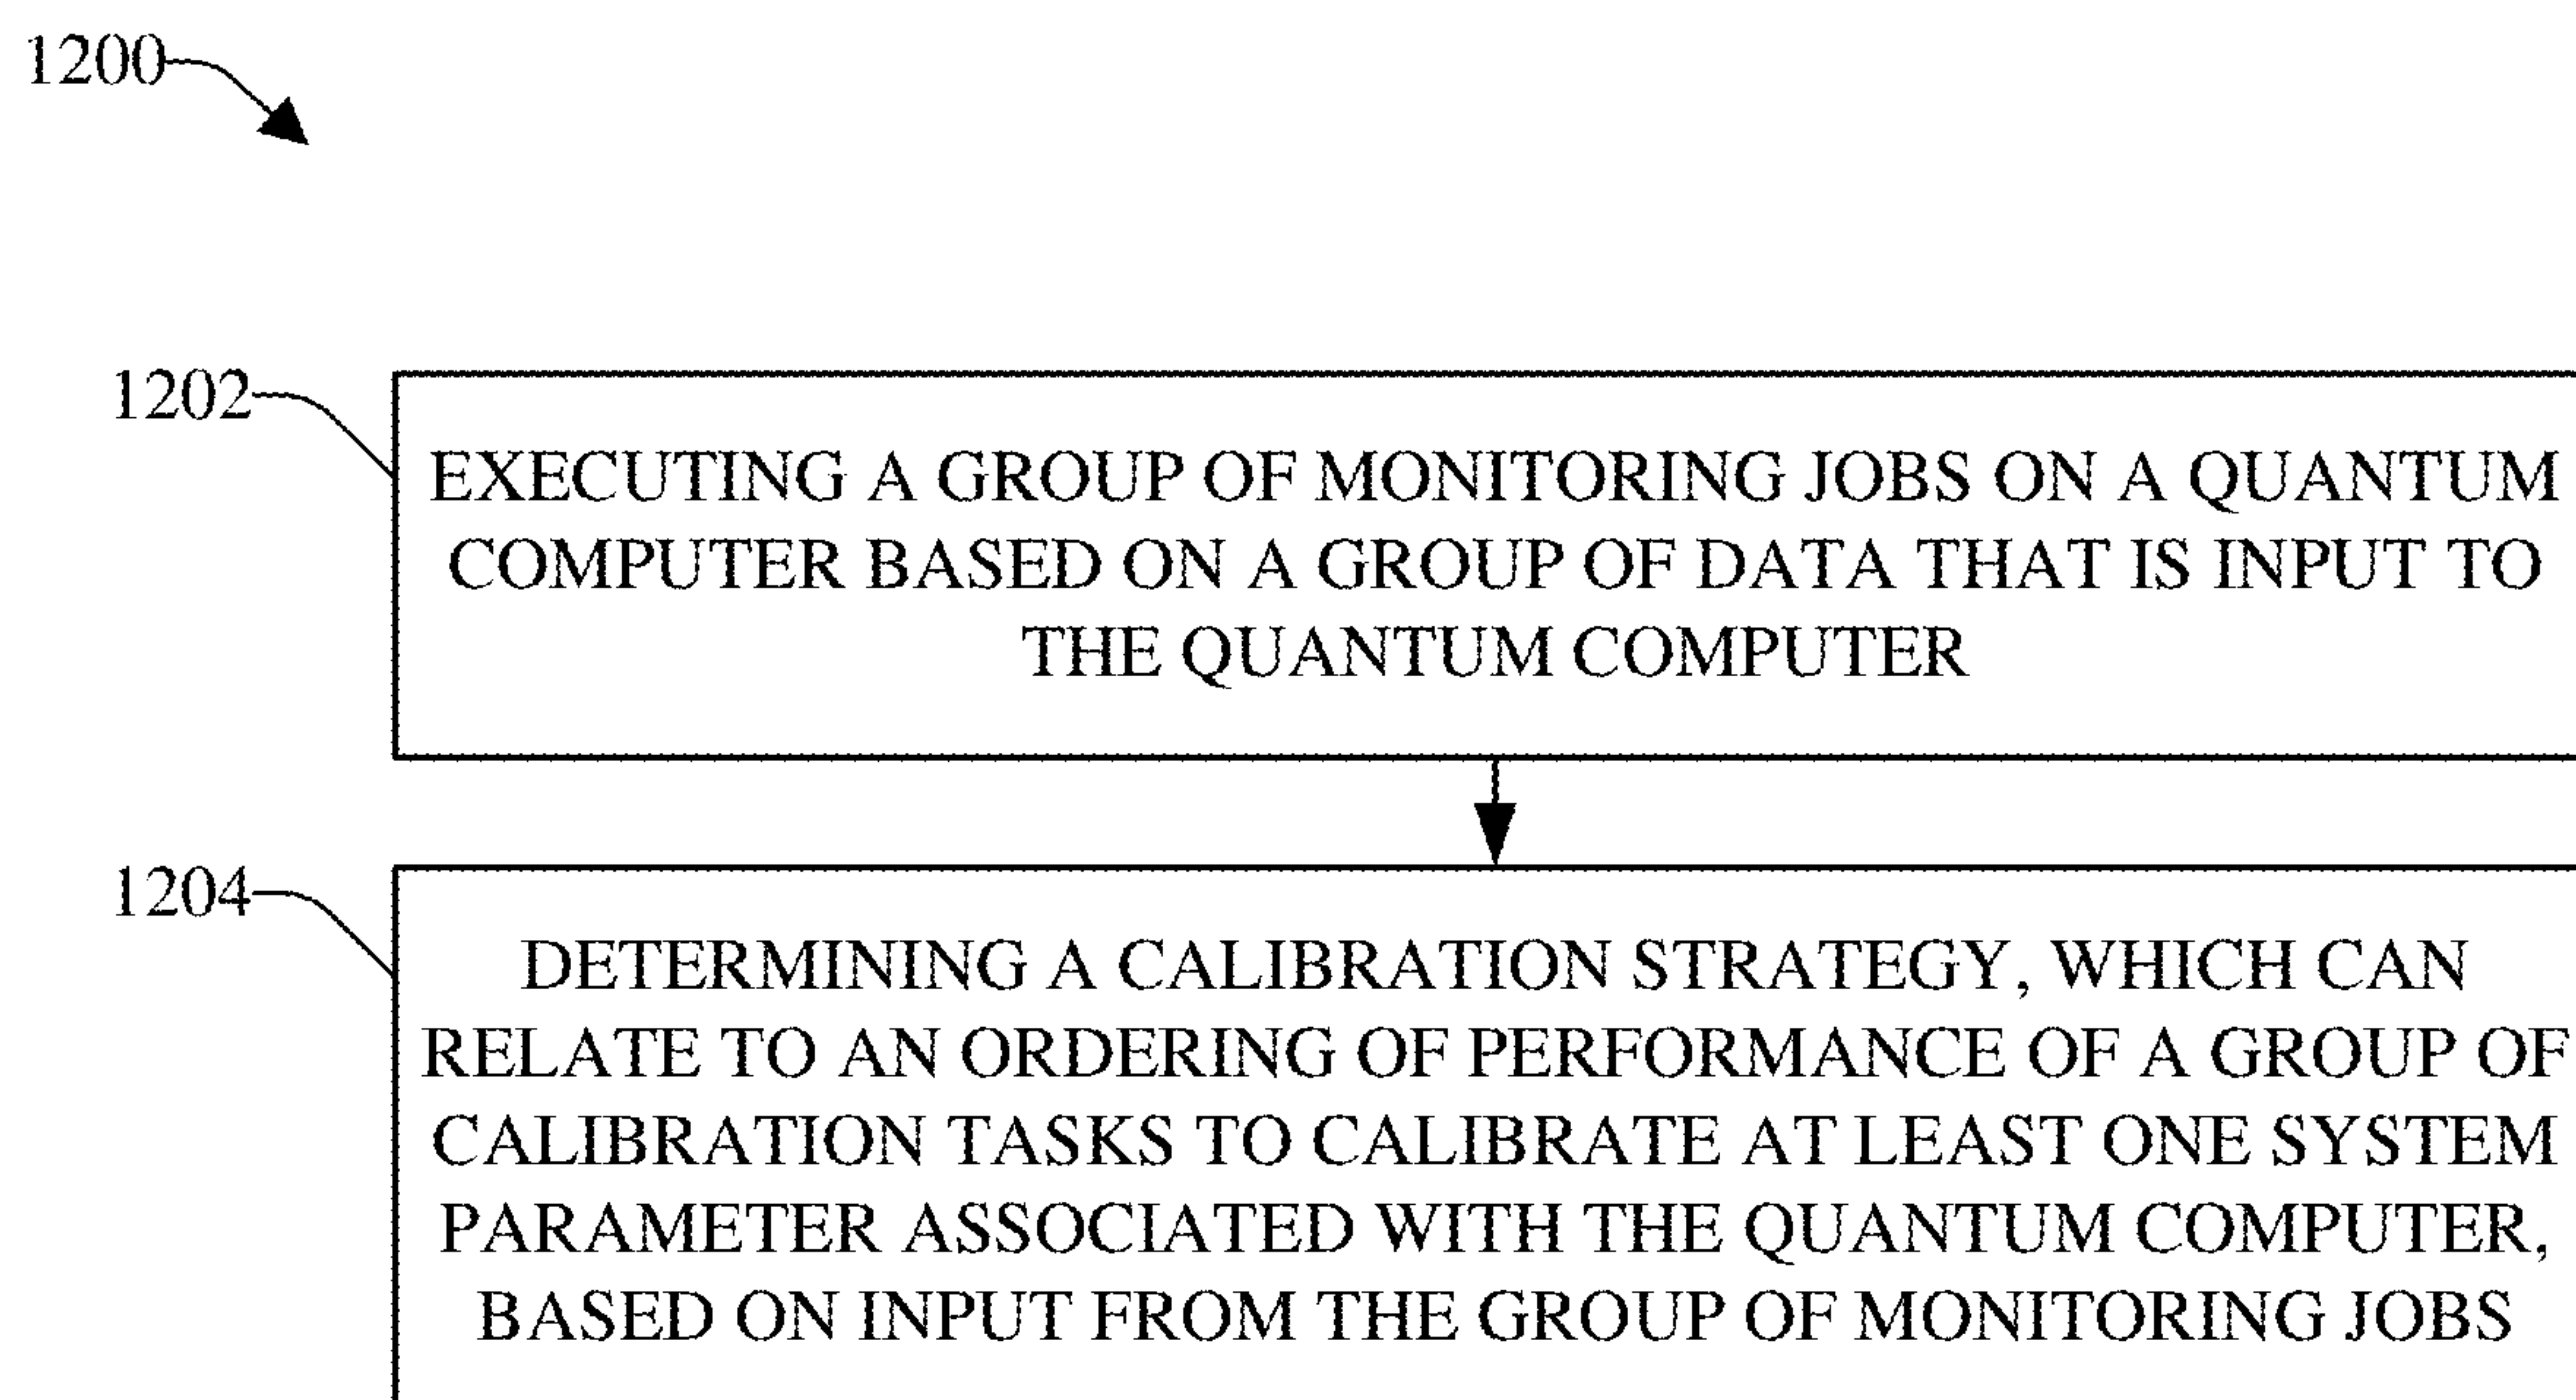 1200
1202
EXECUTING A GROUP OF MONITORING JOBS ON A QUANTUM
COMPUTER BASED ON A GROUP OF DATA THAT IS INPUT TO
THE QUANTUM COMPUTER
1204
DETERMINING A CALIBRATION STRATEGY, WHICH CAN
RELATE TO AN ORDERING OF PERFORMANCE OF A GROUP OF
CALIBRATION TASKS TO CALIBRATE AT LEAST ONE SYSTEM
PARAMETER ASSOCIATED WITH THE QUANTUM COMPUTER,
BASED ON INPUT FROM THE GROUP OF MONITORING JOBS